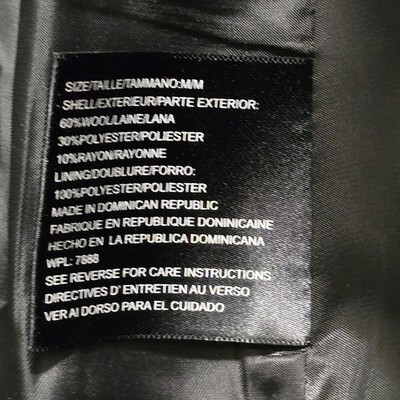 SIZE/TAILLE/TAMMANO:M/M
SHELL/EXTERIEUR/PARTE EXTERIOR:
60%WOOL/LAINE/LANA
30%POLYESTER/POLIESTER
10%RAYON/RAYONNE
LINING/DOUBLURE/FORRO:
100%POLYESTER/POLIESTER
MADE IN DOMINICAN REPUBLIC
FABRIQUE EN REPUBLIQUE DONINICAINE
HECHO EN LA REPUBLICA DOMINICANA
WPL: 7668
SEE REVERSE FOR CARE INSTRUCTIONS
DIRECTIVES D' ENTRETIEN AU VERSO
VER AI DORSO PARA EL CUIDADO